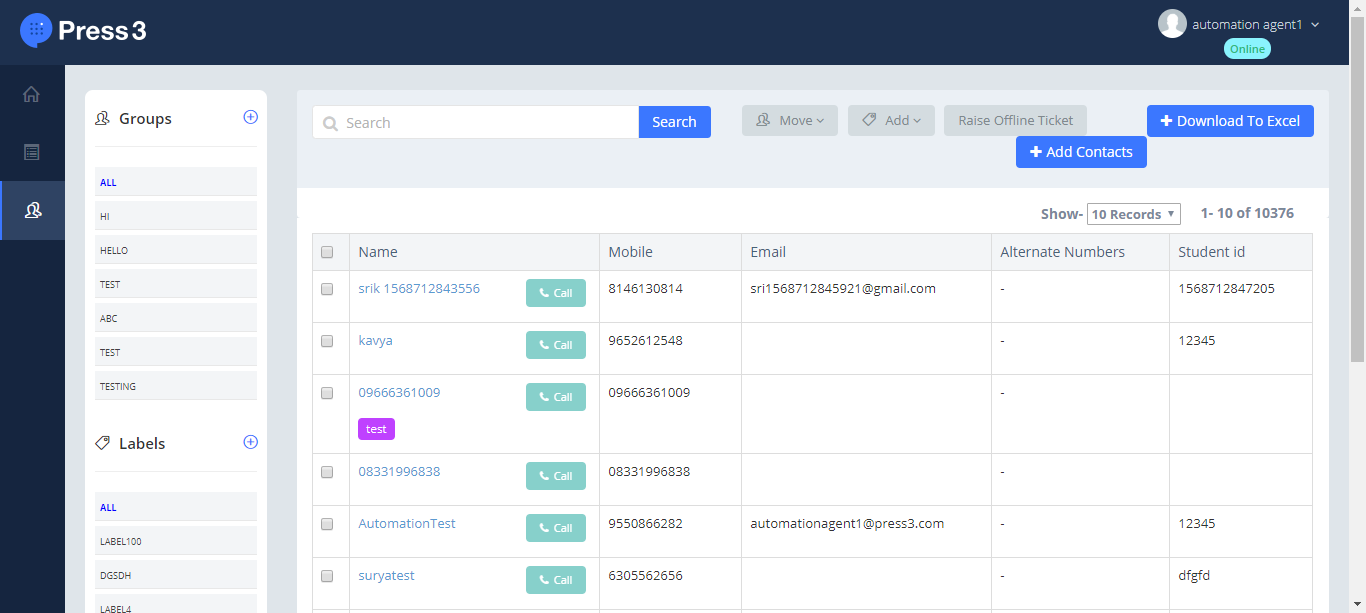 Press 3
automation agent1
Online
Groups
ALL
HI
HELLO
TEST
ABC
TEST
TESTING
Labels
ALL
LABEL100
DGSDH
LABEL4
Search Search Move Add Raise Offline Ticket Download To Excel
Add Contacts
Show- 10 Records 1- 10 of 10376
Name Mobile Email Alternate Numbers Student id
srik 1568712843556 Call 8146130814 sri1568712845921@gmail.com - 1568712847205
kavya Call 9652612548 - 12345
09666361009 Call 09666361009 -
test
08331996838 Call 08331996838 -
AutomationTest Call 9550866282 automationagent1@press3.com - 12345
suryatest Call 6305562656 - dfgfd